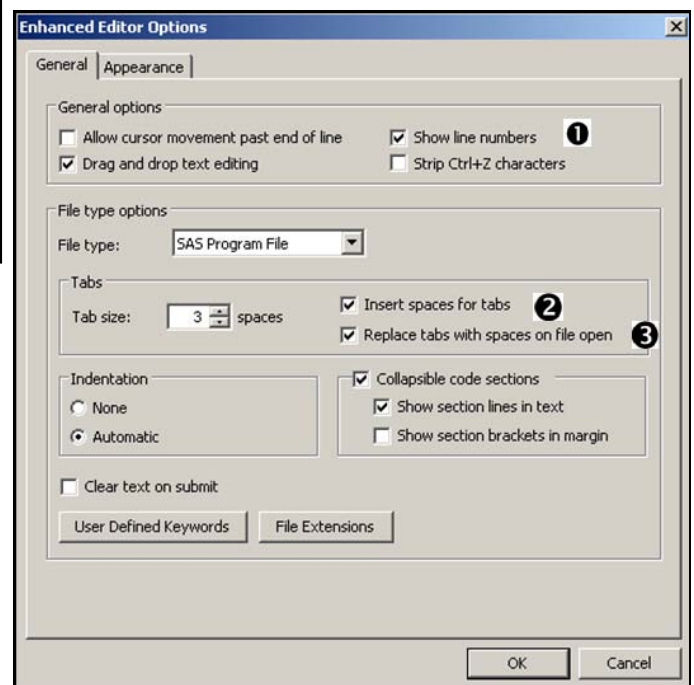 Enhanced Editor Options
General Appearance
General options
Allow cursor movement past end of line
Show line numbers ❶
Drag and drop text editing
Strip Ctrl+Z characters
File type options
File type: SAS Program File
Tabs
Tab size: 3 spaces
Insert spaces for tabs ❷
Replace tabs with spaces on file open ❸
Indentation
None
Automatic
Collapsible code sections
Show section lines in text
Show section brackets in margin
Clear text on submit
User Defined Keywords File Extensions
OK Cancel